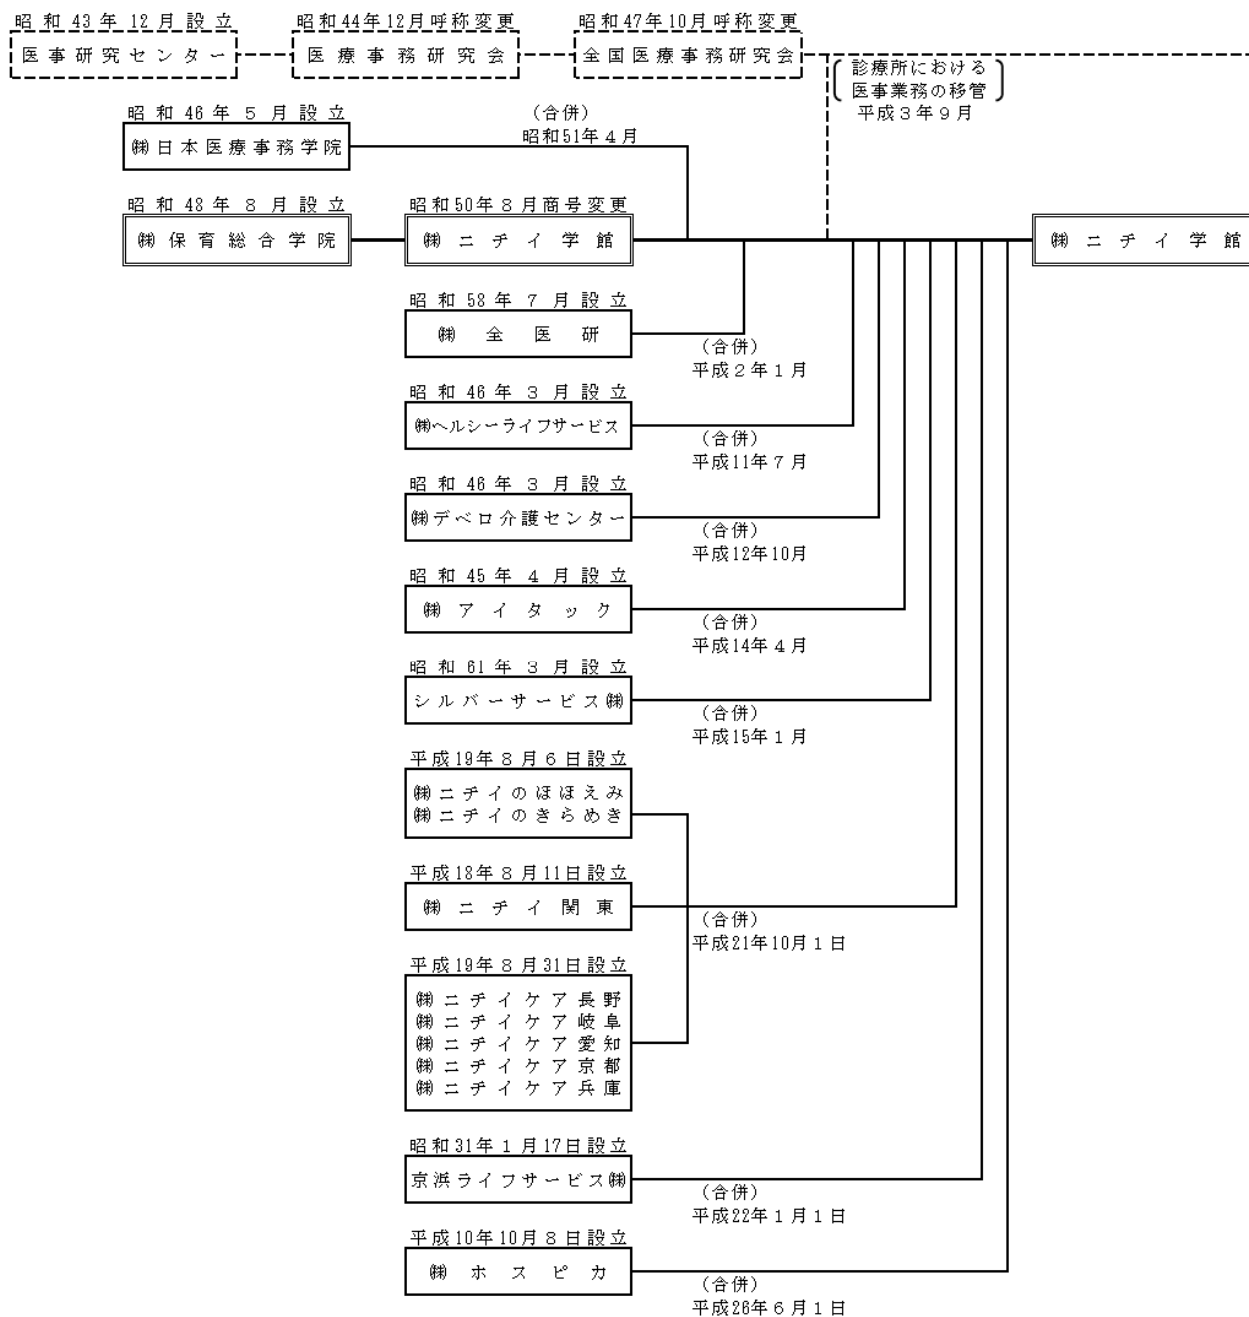 昭和43年12月設立
医事研究センター
昭和44年12月呼称変更
医療事務研究会
昭和47年10月呼称変更
全国医療事務研究会
診療所における
医事業務の移管
平成3年9月
昭和46年5月設立
㈱日本医療事務学院
(合併)
昭和51年4月
昭和48年8月設立
㈱保育総合学院
昭和50年8月商号変更
㈱ニチイ学館
㈱ニチイ学館
昭和58年7月設立
㈱全医研
(合併)
平成2年1月
昭和46年3月設立
㈱ヘルシーライフサービス
(合併)
平成11年7月
昭和46年3月設立
㈱デベロ介護センター
(合併)
平成12年10月
昭和45年4月設立
㈱アイタック
(合併)
平成14年4月
昭和61年3月設立
シルバーサービス㈱
(合併)
平成15年1月
平成19年8月6日設立
㈱ニチイのほほえみ
㈱ニチイのきらめき
平成18年8月11日設立
㈱ニチイ関東
(合併)
平成21年10月1日
平成19年8月31日設立
㈱ニチイケア長野
㈱ニチイケア岐阜
㈱ニチイケア愛知
㈱ニチイケア京都
㈱ニチイケア兵庫
昭和31年1月17日設立
京浜ライフサービス㈱
(合併)
平成22年1月1日
平成10年10月8日設立
㈱ホスピカ
(合併)
平成26年6月1日